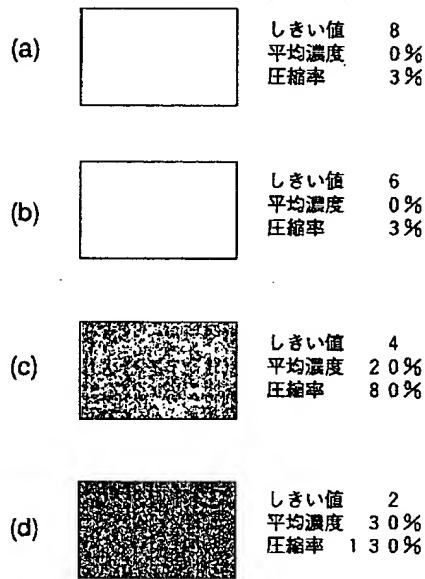 (a)
しきい値 8
平均濃度 0%
圧縮率 3%
(b)
しきい値 6
平均濃度 0%
圧縮率 3%
(c)
しきい値 4
平均濃度 20%
圧縮率 80%
(d)
しきい値 2
平均濃度 30%
圧縮率 130%